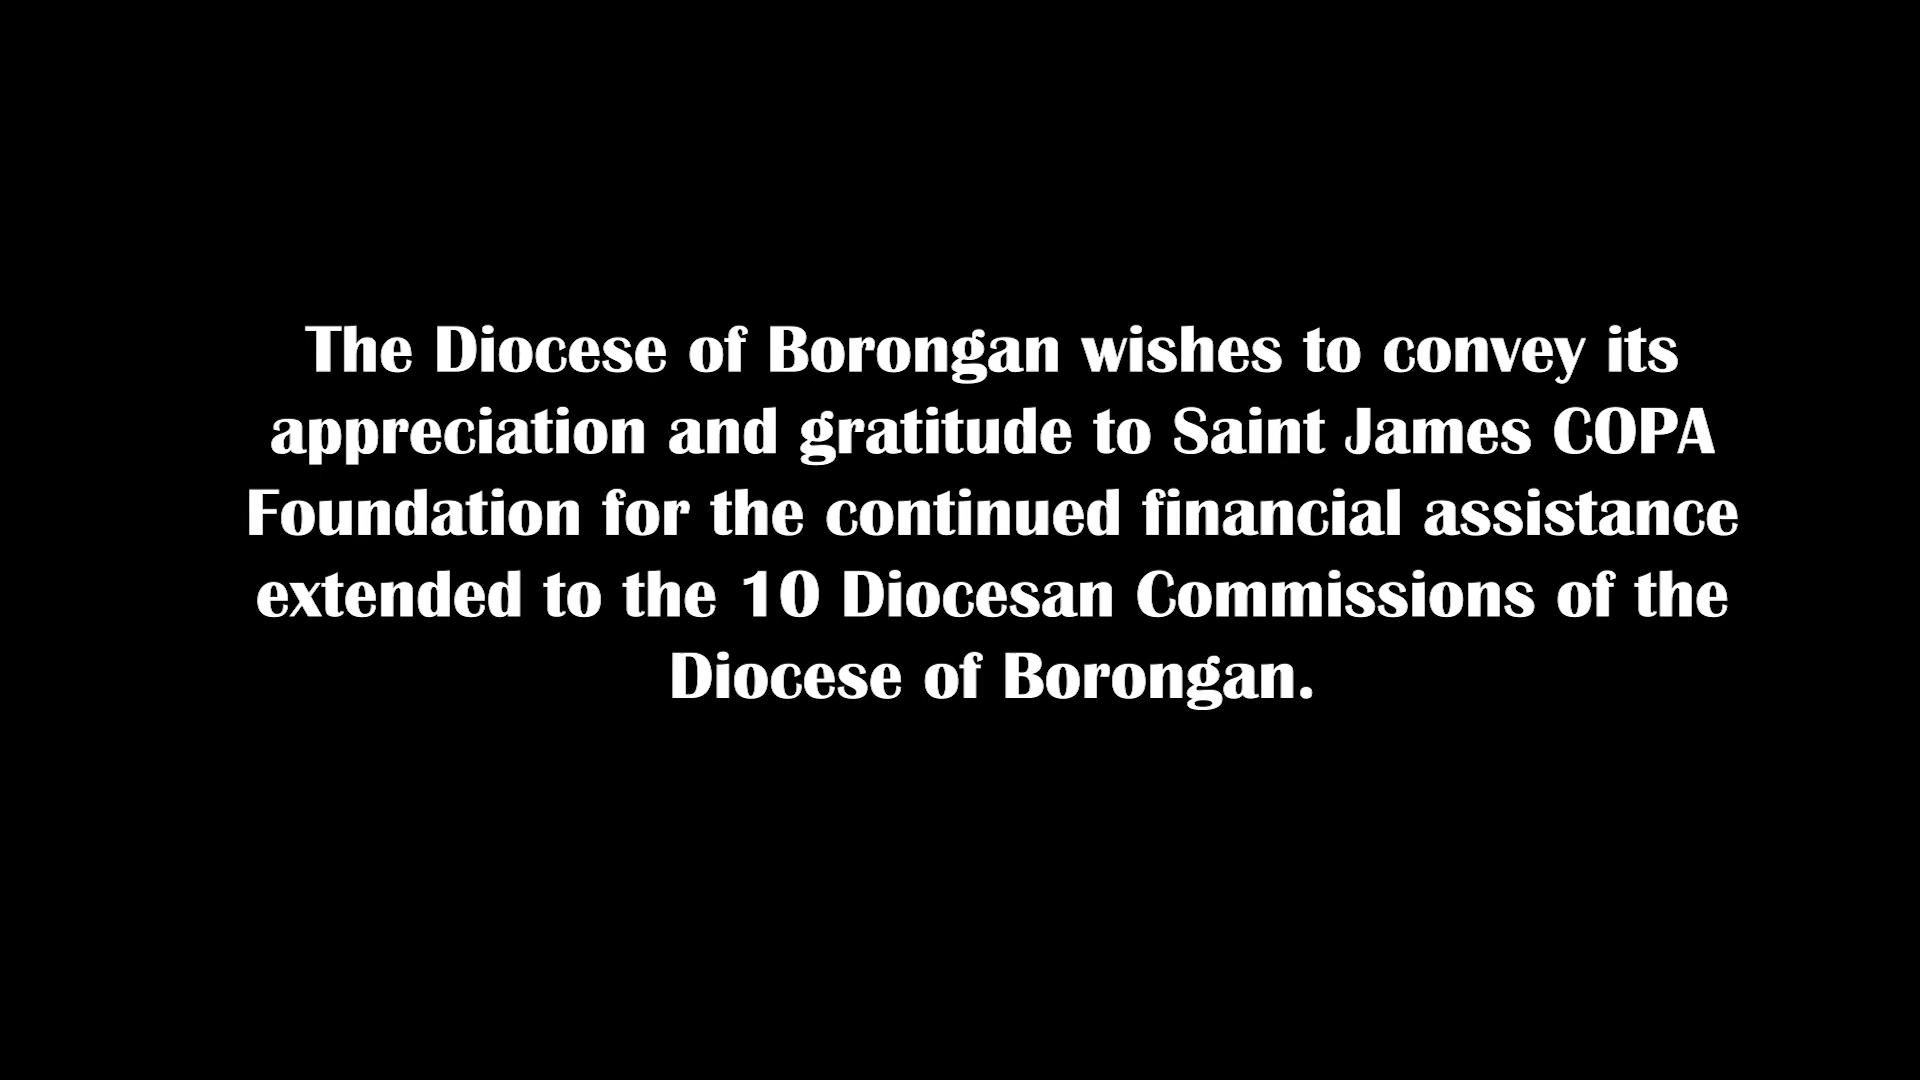 The Diocese of Borongan wishes to convey its
appreciation and gratitude to Saint James COPA
Foundation for the continued financial assistance
extended to the 10 Diocesan Commissions of the
Diocese of Borongan.